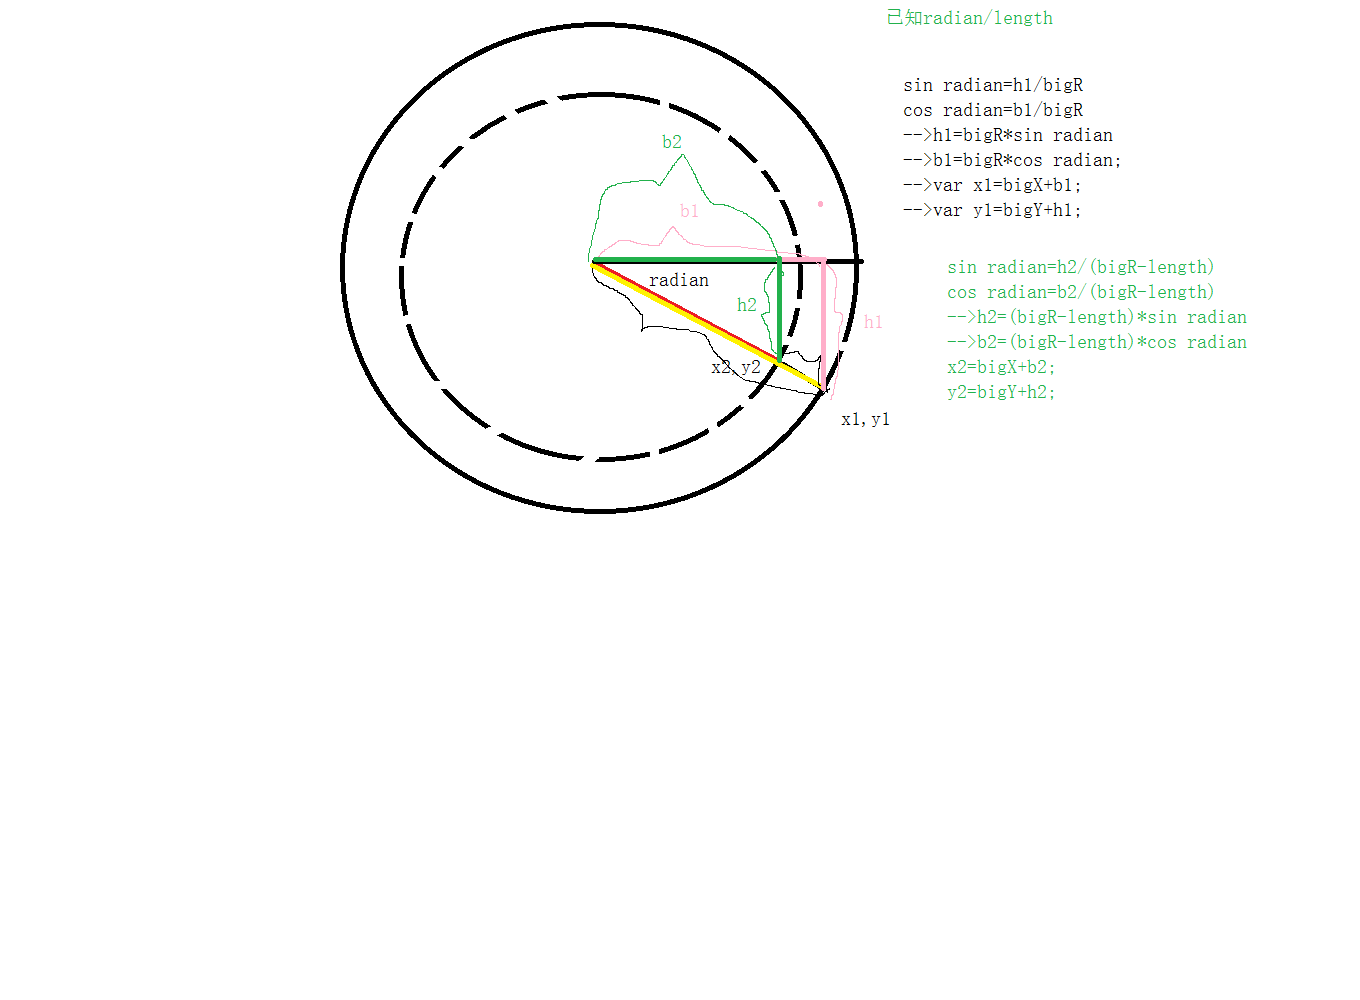 已知radian/length
sin radian=h1/bigR
cos radian=b1/bigR
-->h1=bigR*sin radian
-->b1=bigR*cos radian;
-->var x1=bigX+b1;
-->var y1=bigY+h1;
sin radian=h2/(bigR-length)
cos radian=b2/(bigR-length)
-->h2=(bigR-length)*sin radian
-->b2=(bigR-length)*cos radian
x2=bigX+b2;
y2=bigY+h2;
b2
b1
radian
h2
h1
x2,y2
x1,y1